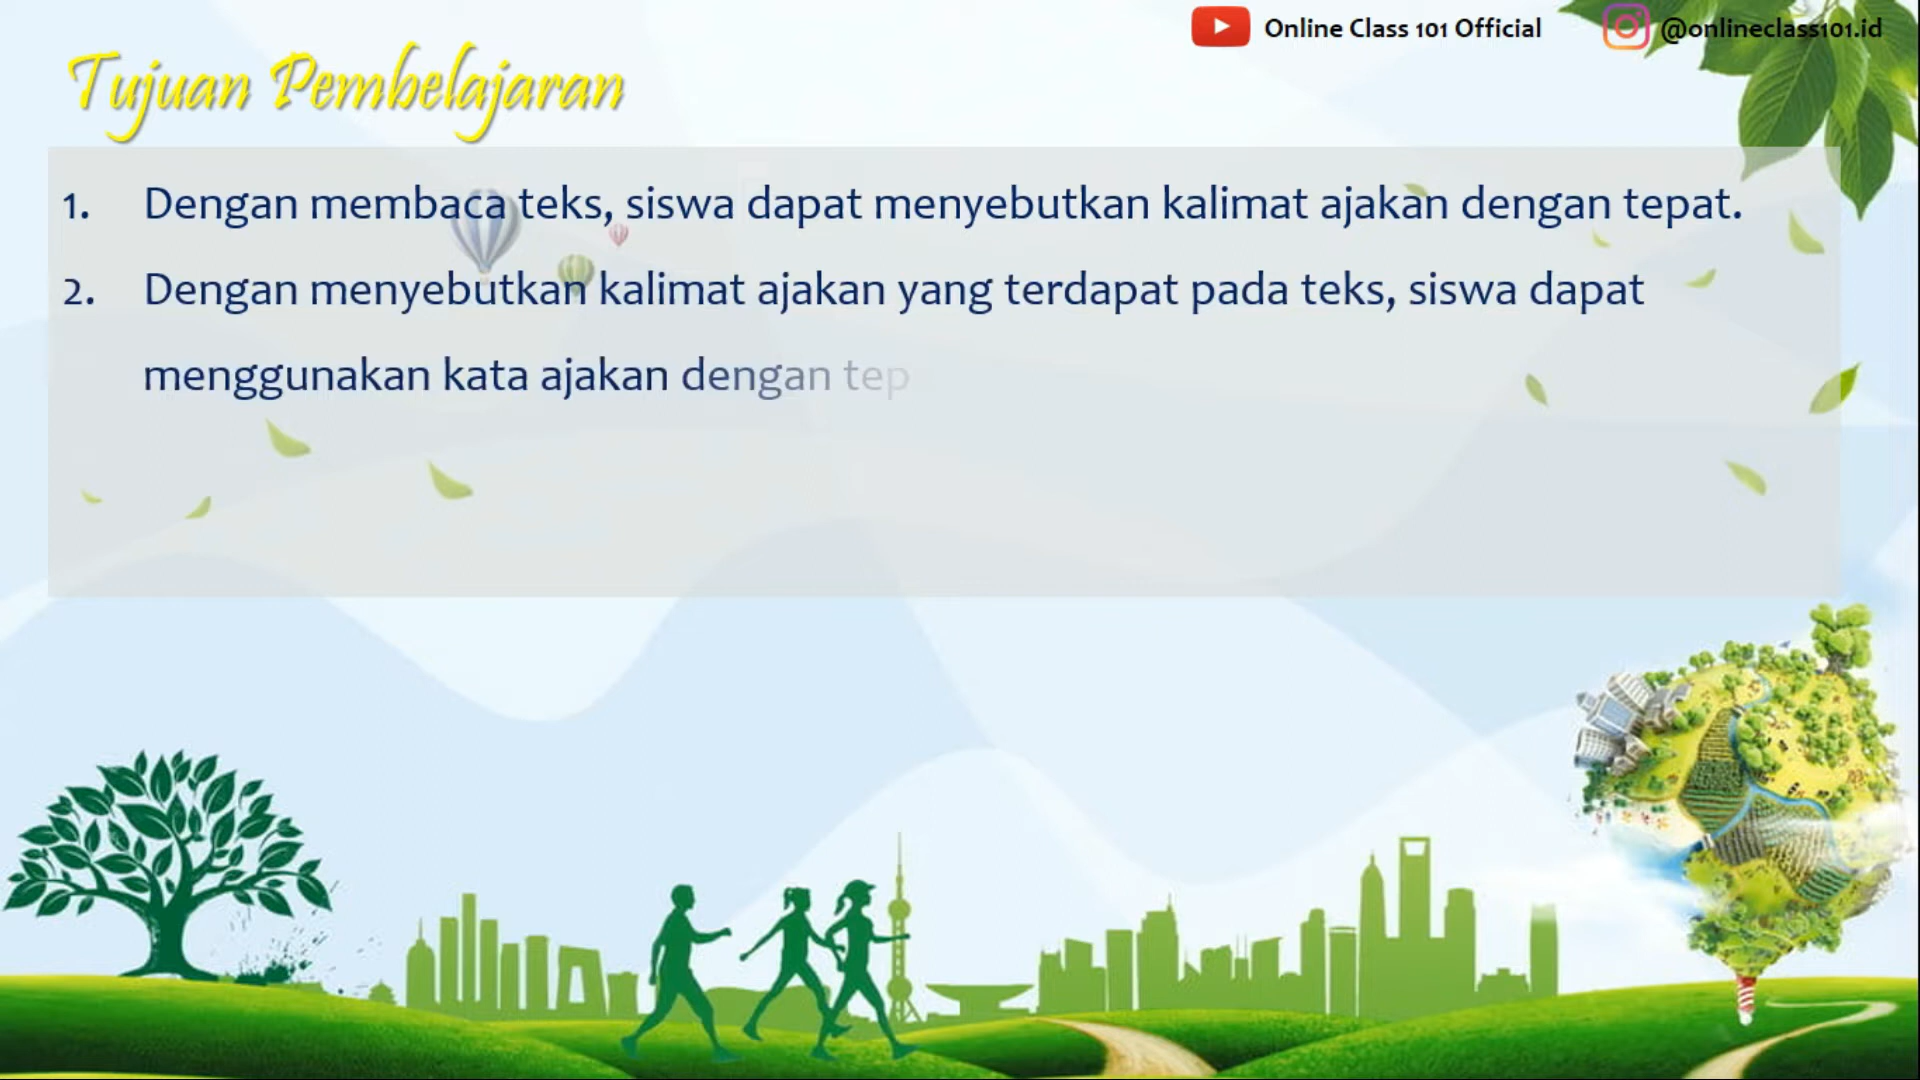 Online Class 101 Official
@onlineclass101.id
Tujuan Pembelajaran
1. Dengan membaca teks, siswa dapat menyebutkan kalimat ajakan dengan tepat.
2. Dengan menyebutkan kalimat ajakan yang terdapat pada teks, siswa dapat
menggunakan kata ajakan dengan tep